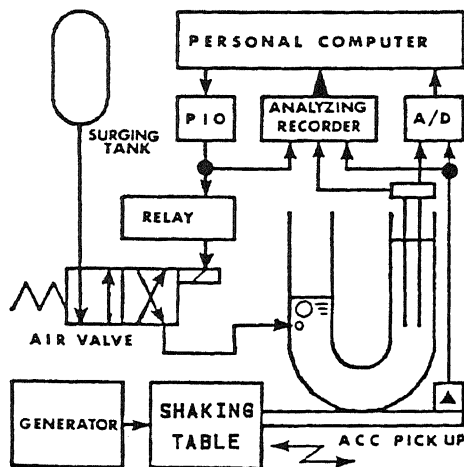 PERSONAL COMPUTER
PIO
ANALYZING
RECORDER
A/D
SURGING
TANK
RELAY
AIR VALVE
GENERATOR
SHAKING
TABLE
ACC PICK UP